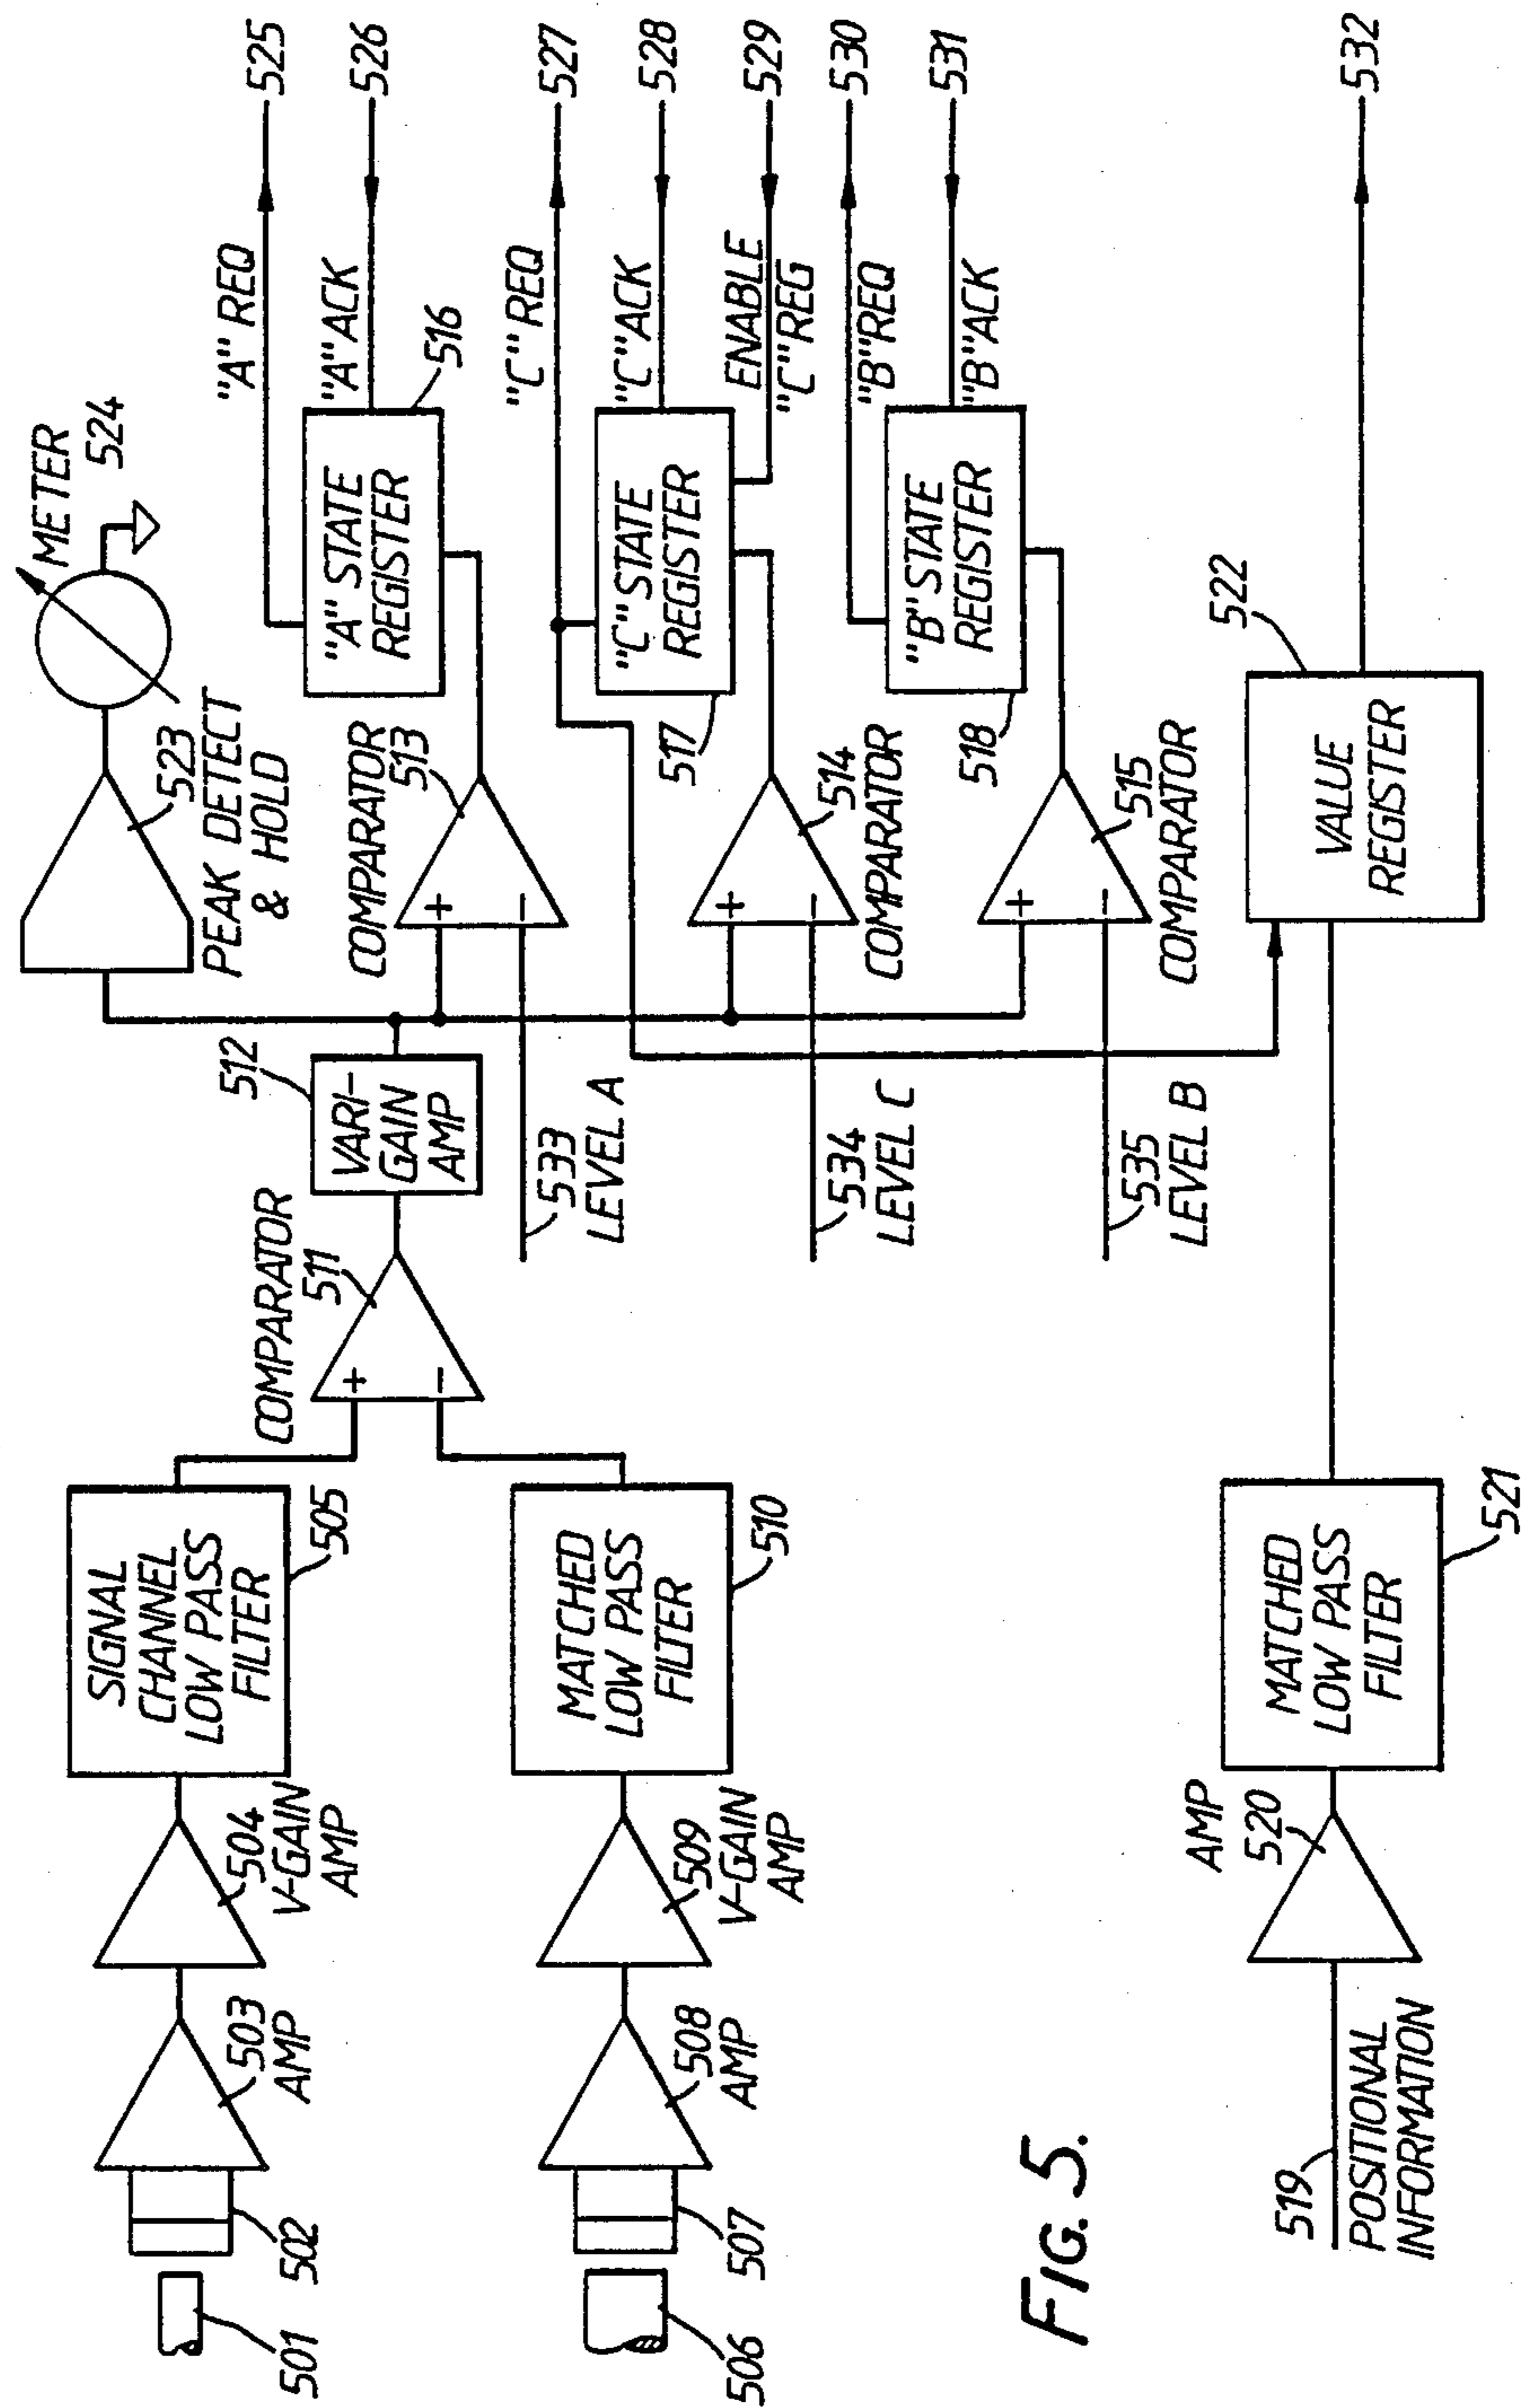 METER
524
523
PEAK DETECT
& HOLD
"A" REQ
525
"A" ACK
526
"A" STATE
REGISTER
516
COMPARATOR
513
512
VARI-
GAIN
AMP
COMPARATOR
511
+
−
+
−
533
LEVEL A
SIGNAL
CHANNEL
LOW PASS
FILTER
505
504
V-GAIN
AMP
503
AMP
502
501
"C" REQ
527
"C" ACK
528
ENABLE
"C" REG
529
"C" STATE
REGISTER
517
514
COMPARATOR
+
−
534
LEVEL C
MATCHED
LOW PASS
FILTER
510
509
V-GAIN
AMP
508
AMP
507
506
"B" REQ
530
"B" ACK
531
"B" STATE
REGISTER
518
515
COMPARATOR
+
−
535
LEVEL B
522
VALUE
REGISTER
532
MATCHED
LOW PASS
FILTER
521
AMP
520
519
POSITIONAL
INFORMATION
FIG. 5.